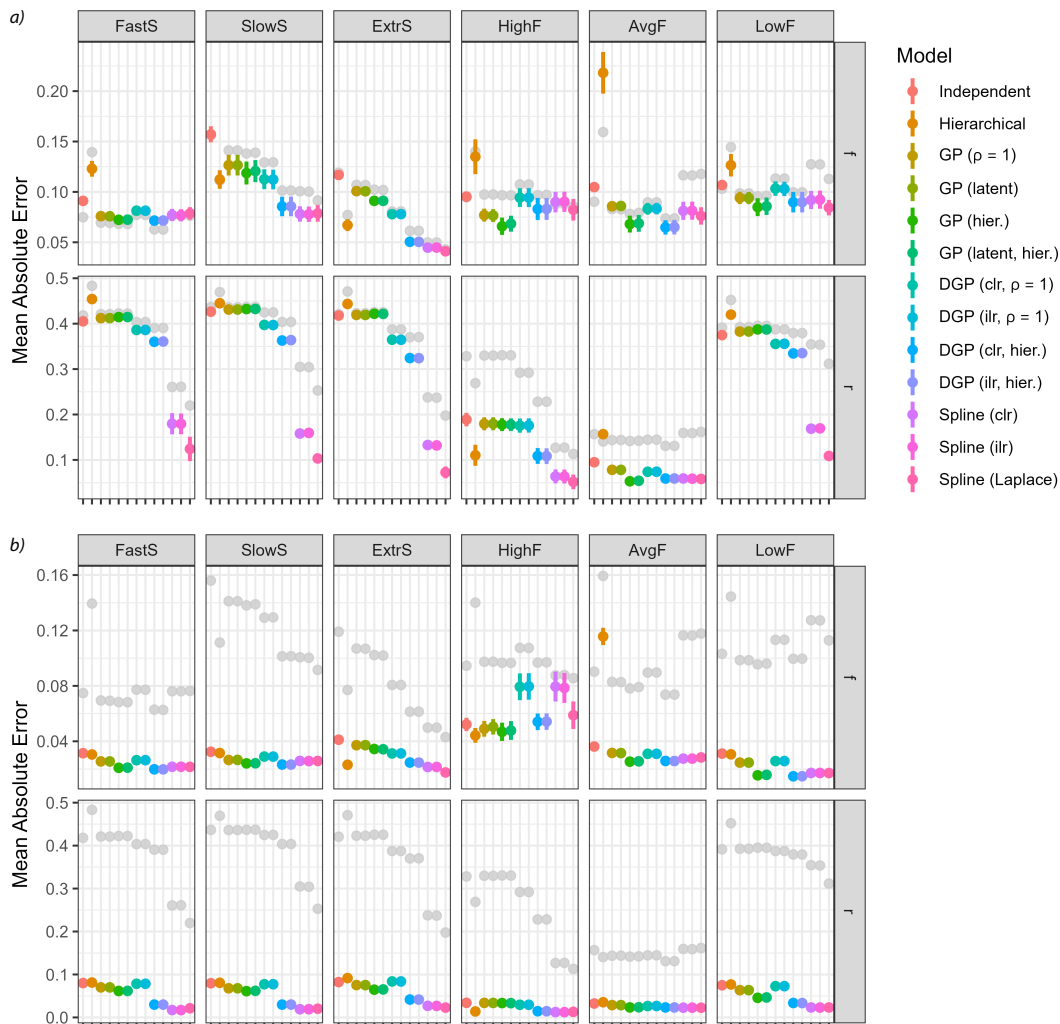 a)
FastS SlowS ExtrS HighF AvgF LowF
Mean Absolute Error
0.20
0.15
0.10
0.05
f
0.5
0.4
0.3
0.2
0.1
r
Model
Independent
Hierarchical
GP (ρ = 1)
GP (latent)
GP (hier.)
GP (latent, hier.)
DGP (clr, ρ = 1)
DGP (ilr, ρ = 1)
DGP (clr, hier.)
DGP (ilr, hier.)
Spline (clr)
Spline (ilr)
Spline (Laplace)
b)
FastS SlowS ExtrS HighF AvgF LowF
Mean Absolute Error
0.16
0.12
0.08
0.04
f
0.5
0.4
0.3
0.2
0.1
0.0
r